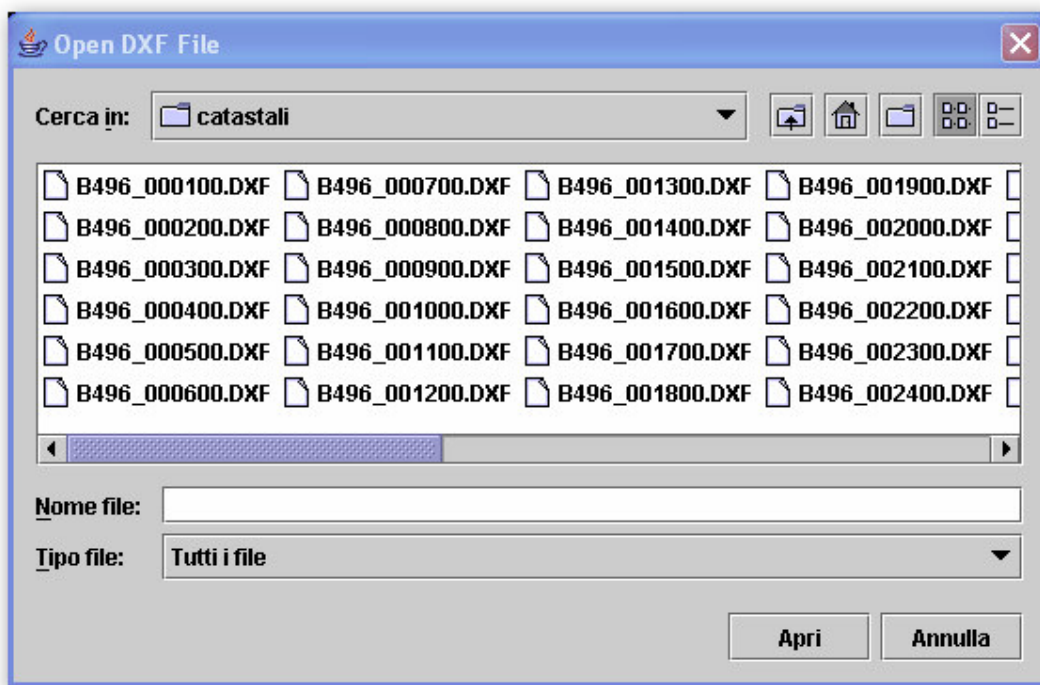 Open DXF File
Cerca in: catastali
B496_000100.DXF B496_000700.DXF B496_001300.DXF B496_001900.DXF
B496_000200.DXF B496_000800.DXF B496_001400.DXF B496_002000.DXF
B496_000300.DXF B496_000900.DXF B496_001500.DXF B496_002100.DXF
B496_000400.DXF B496_001000.DXF B496_001600.DXF B496_002200.DXF
B496_000500.DXF B496_001100.DXF B496_001700.DXF B496_002300.DXF
B496_000600.DXF B496_001200.DXF B496_001800.DXF B496_002400.DXF
Nome file:
Tipo file: Tutti i file
Apri Annulla